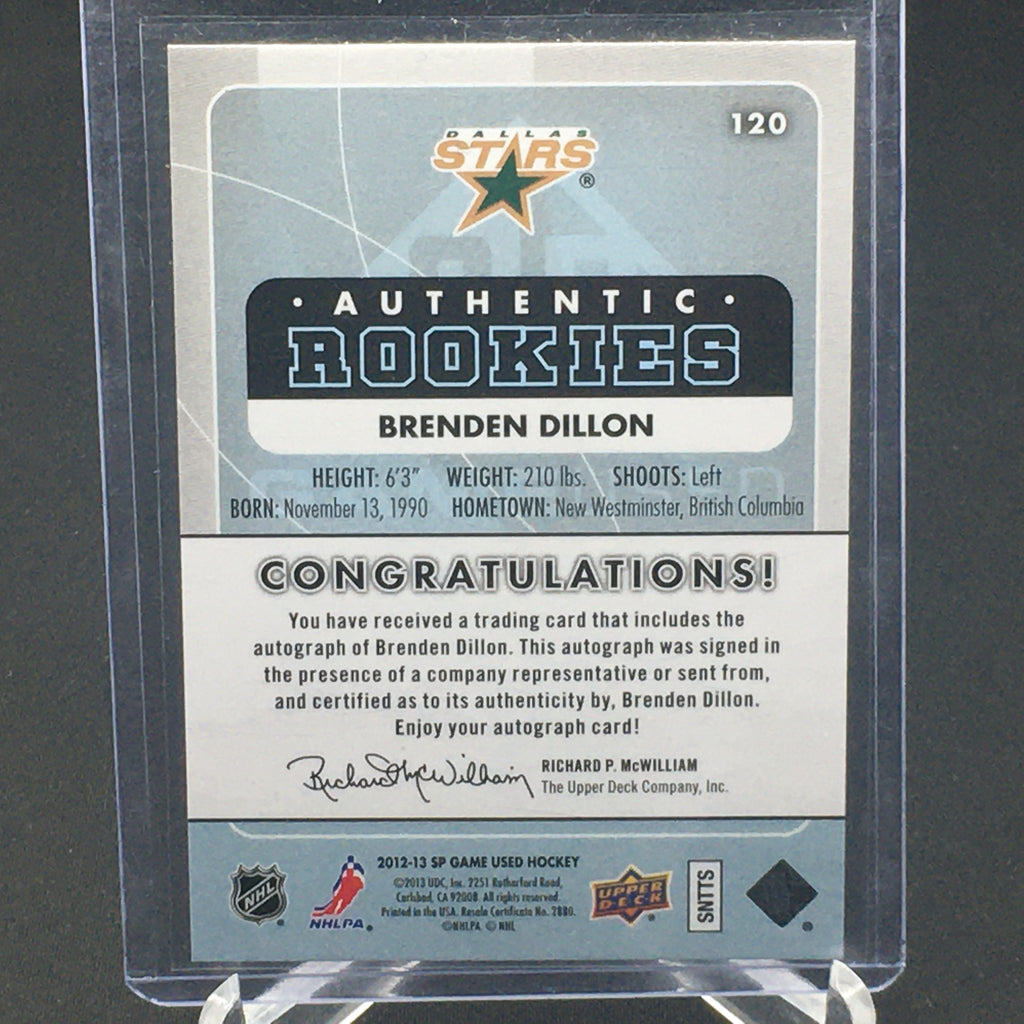 120
DALLAS
STARS
®
· AUTHENTIC ·
ROOKIES
BRENDEN DILLON
HEIGHT: 6'3" WEIGHT: 210 lbs. SHOOTS: Left
BORN: November 13, 1990 HOMETOWN: New Westminster, British Columbia
CONGRATULATIONS!
You have received a trading card that includes the
autograph of Brenden Dillon. This autograph was signed in
the presence of a company representative or sent from,
and certified as to its authenticity by, Brenden Dillon.
Enjoy your autograph card!
Richard McWilliam
RICHARD P. McWILLIAM
The Upper Deck Company, Inc.
2012-13 SP GAME USED HOCKEY
©2013 UDC, Inc. 2251 Rutherford Road,
Carlsbad, CA 92008. All rights reserved.
Printed in the USA. Resale Certificate No. 2880.
©NHLPA © NHL
NHL
NHLPA.
UPPER
DECK
SNTTS